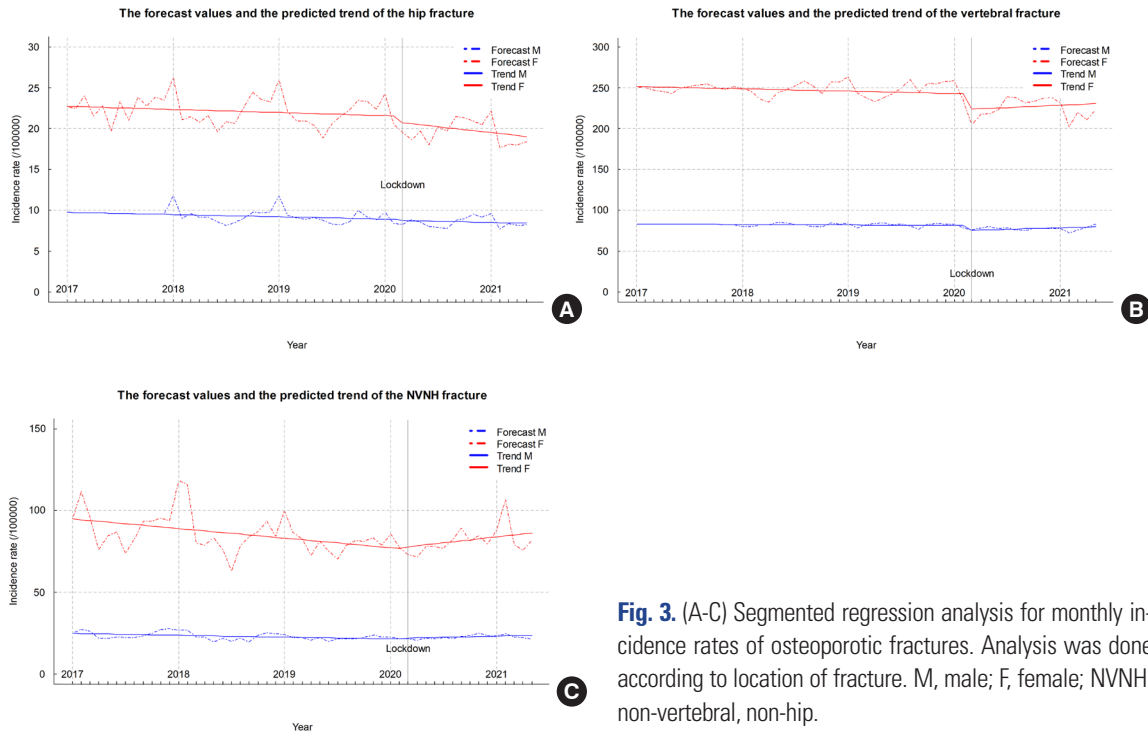 The forecast values and the predicted trend of the hip fracture
Incidence rate (/100000)
30
25
20
15
10
5
0
Forecast M
Forecast F
Trend M
Trend F
Lockdown
2017 2018 2019 2020 2021
Year
A
The forecast values and the predicted trend of the vertebral fracture
Incidence rate (/100000)
300
250
200
150
100
50
0
Forecast M
Forecast F
Trend M
Trend F
Lockdown
2017 2018 2019 2020 2021
Year
B
The forecast values and the predicted trend of the NVNH fracture
Incidence rate (/100000)
150
100
50
0
Forecast M
Forecast F
Trend M
Trend F
Lockdown
2017 2018 2019 2020 2021
Year
C
Fig. 3. (A-C) Segmented regression analysis for monthly in-
cidence rates of osteoporotic fractures. Analysis was done
according to location of fracture. M, male; F, female; NVNH
non-vertebral, non-hip.